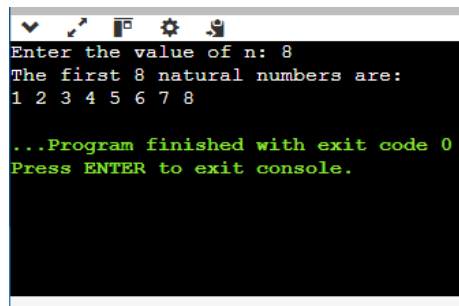 Enter the value of n: 8
The first 8 natural numbers are:
1 2 3 4 5 6 7 8
...Program finished with exit code 0
Press ENTER to exit console.